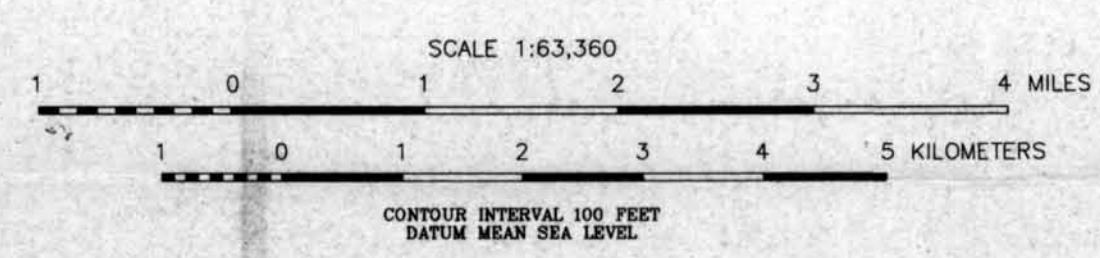 SCALE 1:63,360
1 0 1 2 3 4 MILES
1 0 1 2 3 4 5 KILOMETERS
CONTOUR INTERVAL 100 FEET
DATUM MEAN SEA LEVEL